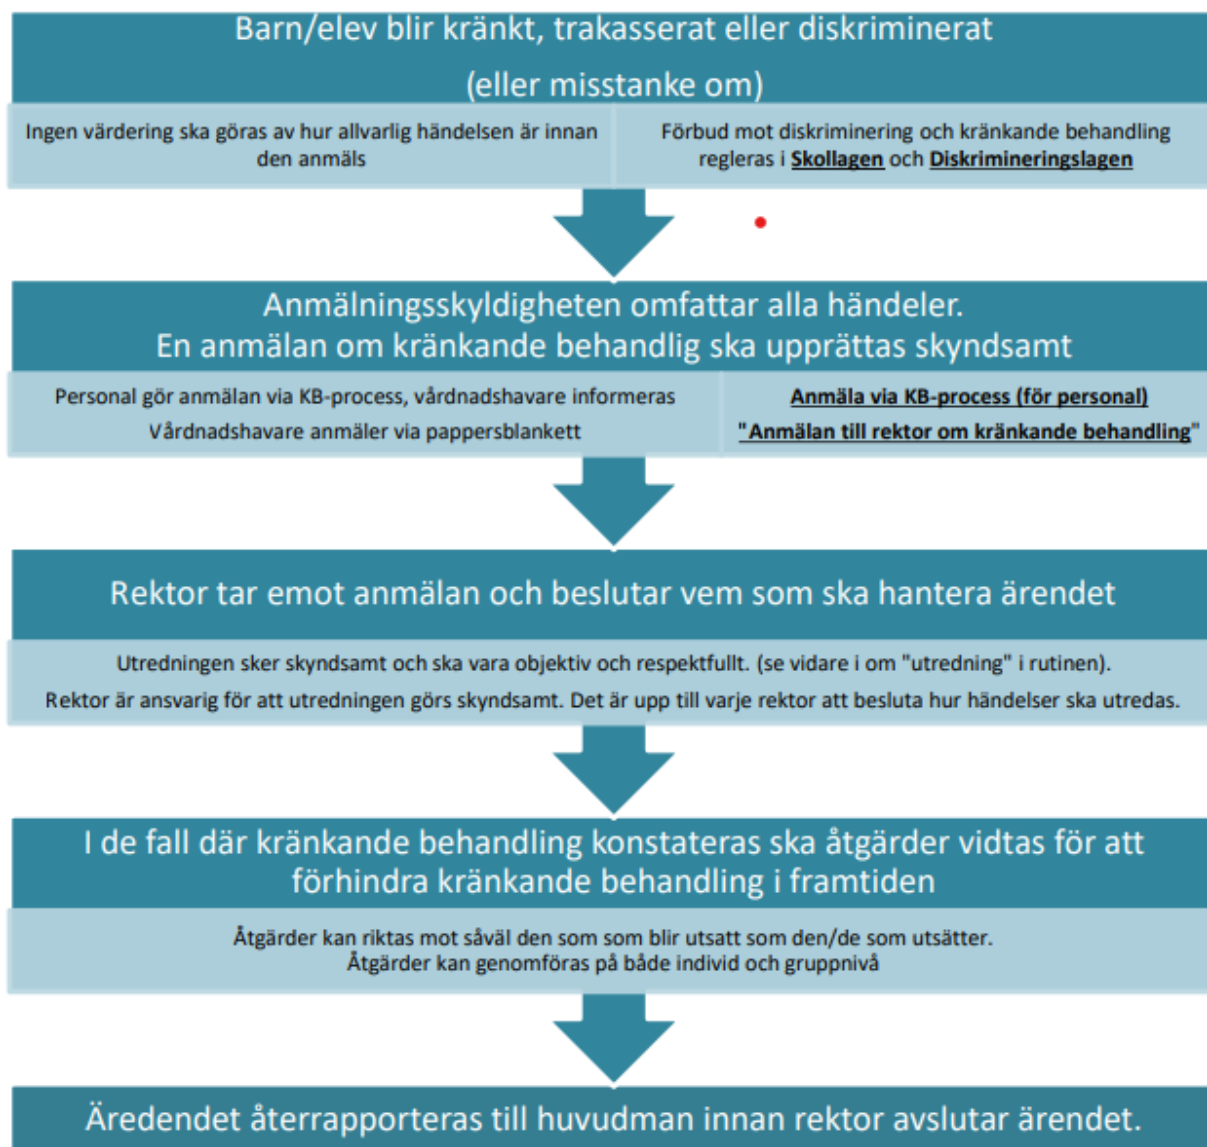 Barn/elev blir kränkt, trakasserat eller diskriminerat
(eller misstanke om)
Ingen värdering ska göras av hur allvarlig händelsen är innan
den anmäls
Förbud mot diskriminering och kränkande behandling
regleras i Skollagen och Diskrimineringslagen
Anmälningsskyldigheten omfattar alla händeler.
En anmälan om kränkande behandlig ska upprättas skyndsamt
Personal gör anmälan via KB-process, vårdnadshavare informeras
Vårdnadshavare anmäler via pappersblankett
Anmäla via KB-process (för personal)
"Anmälan till rektor om kränkande behandling"
Rektor tar emot anmälan och beslutar vem som ska hantera ärendet
Utredningen sker skyndsamt och ska vara objektiv och respektfullt. (se vidare i om "utredning" i rutinen).
Rektor är ansvarig för att utredningen görs skyndsamt. Det är upp till varje rektor att besluta hur händelser ska utredas.
I de fall där kränkande behandling konstateras ska åtgärder vidtas för att
förhindra kränkande behandling i framtiden
Åtgärder kan riktas mot såväl den som som blir utsatt som den/de som utsätter.
Åtgärder kan genomföras på både individ och gruppnivå
Äredendet återrapporteras till huvudman innan rektor avslutar ärendet.